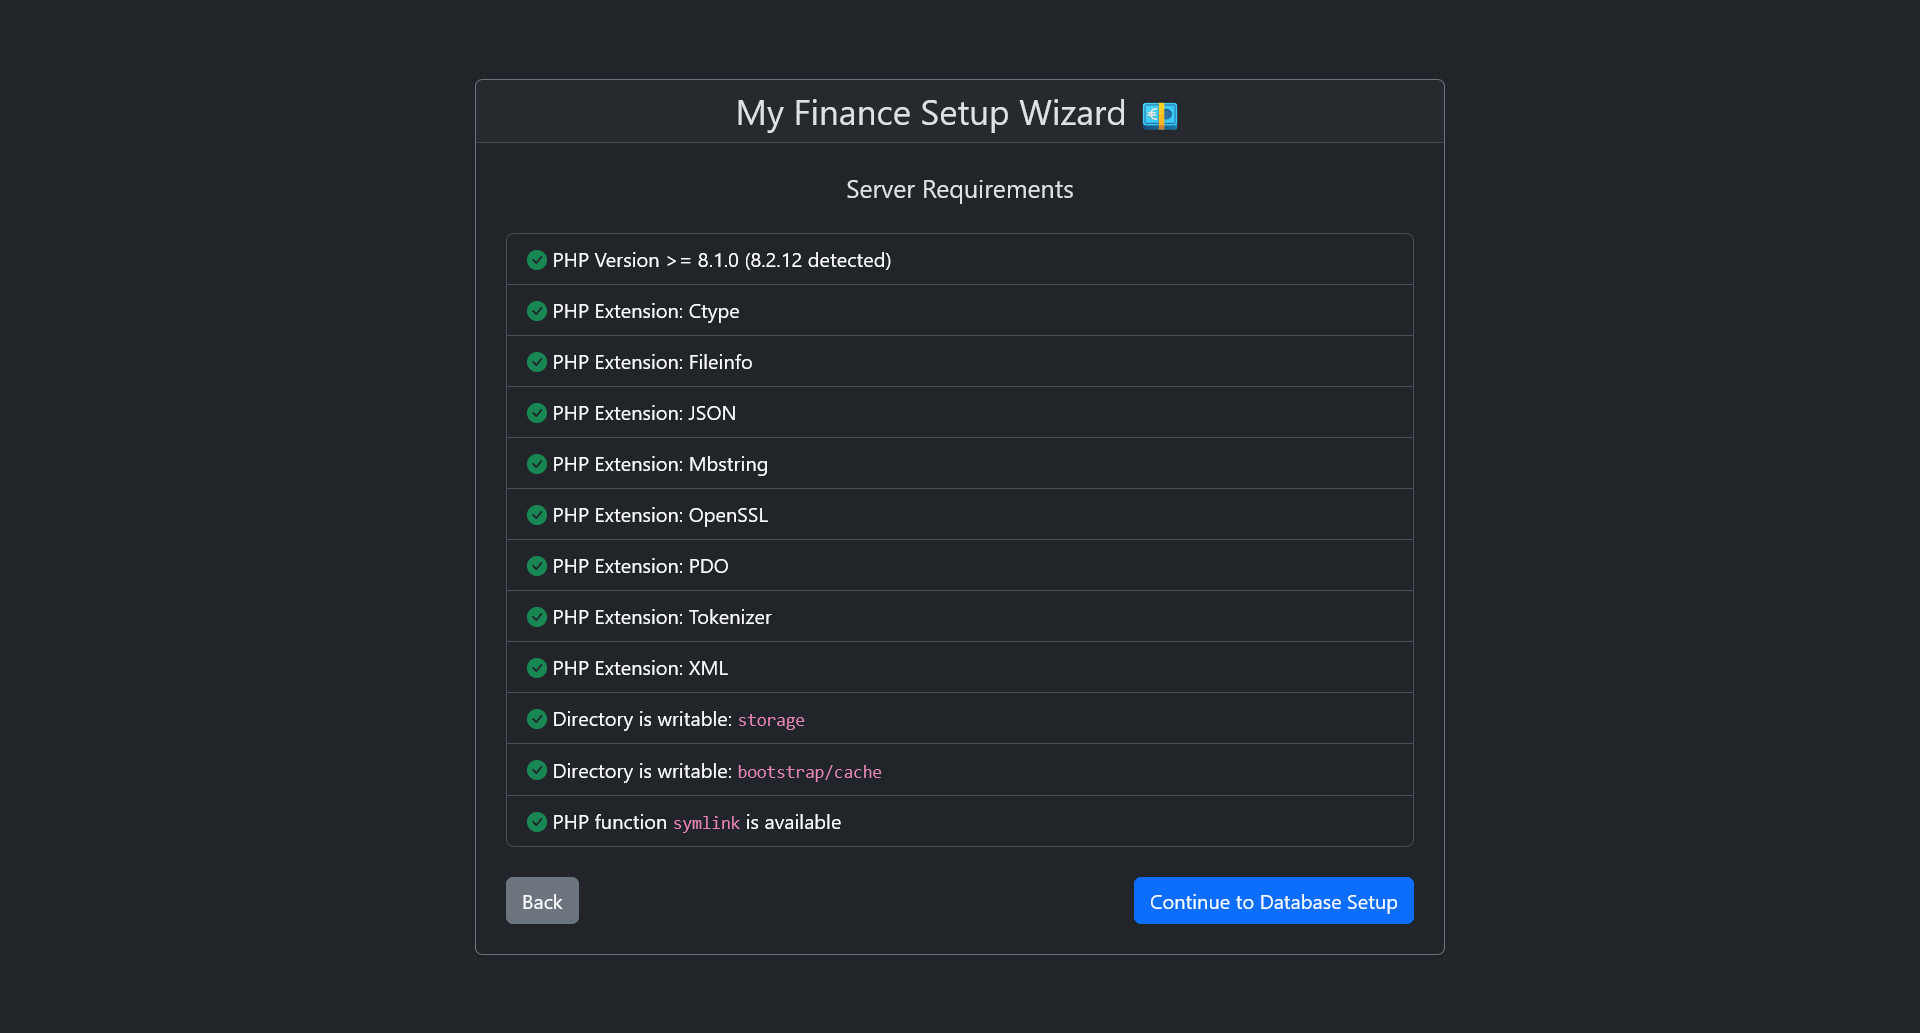 My Finance Setup Wizard
Server Requirements
PHP Version >= 8.1.0 (8.2.12 detected)
PHP Extension: Ctype
PHP Extension: Fileinfo
PHP Extension: JSON
PHP Extension: Mbstring
PHP Extension: OpenSSL
PHP Extension: PDO
PHP Extension: Tokenizer
PHP Extension: XML
Directory is writable: storage
Directory is writable: bootstrap/cache
PHP function symlink is available
Back
Continue to Database Setup